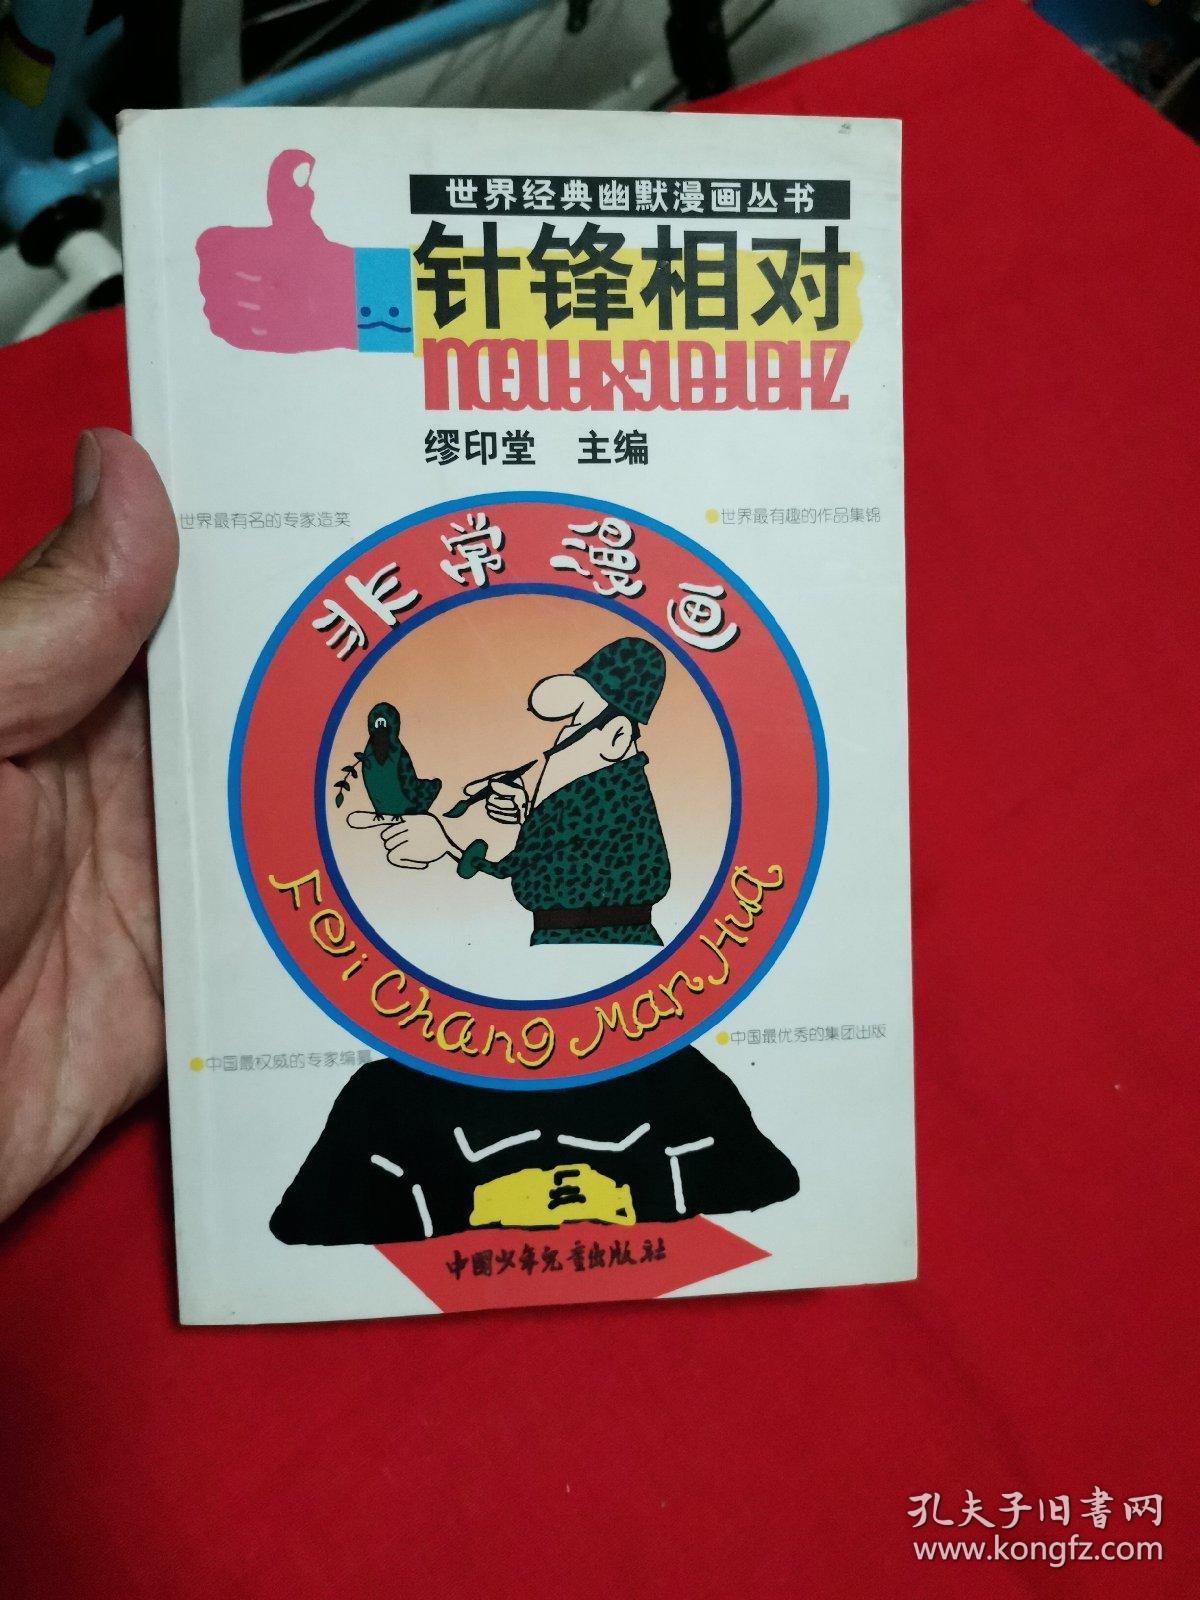 世界经典幽默漫画丛书
针锋相对
ZHENFENGXIANGDUI
缪印堂 主编
世界最有名的专家造笑
世界最有趣的作品集锦
非常漫画
Fei Chang Man Hua
中国最权威的专家编纂
中国最优秀的集团出版
中国少年儿童出版社
孔夫子旧书网
www.kongfz.com